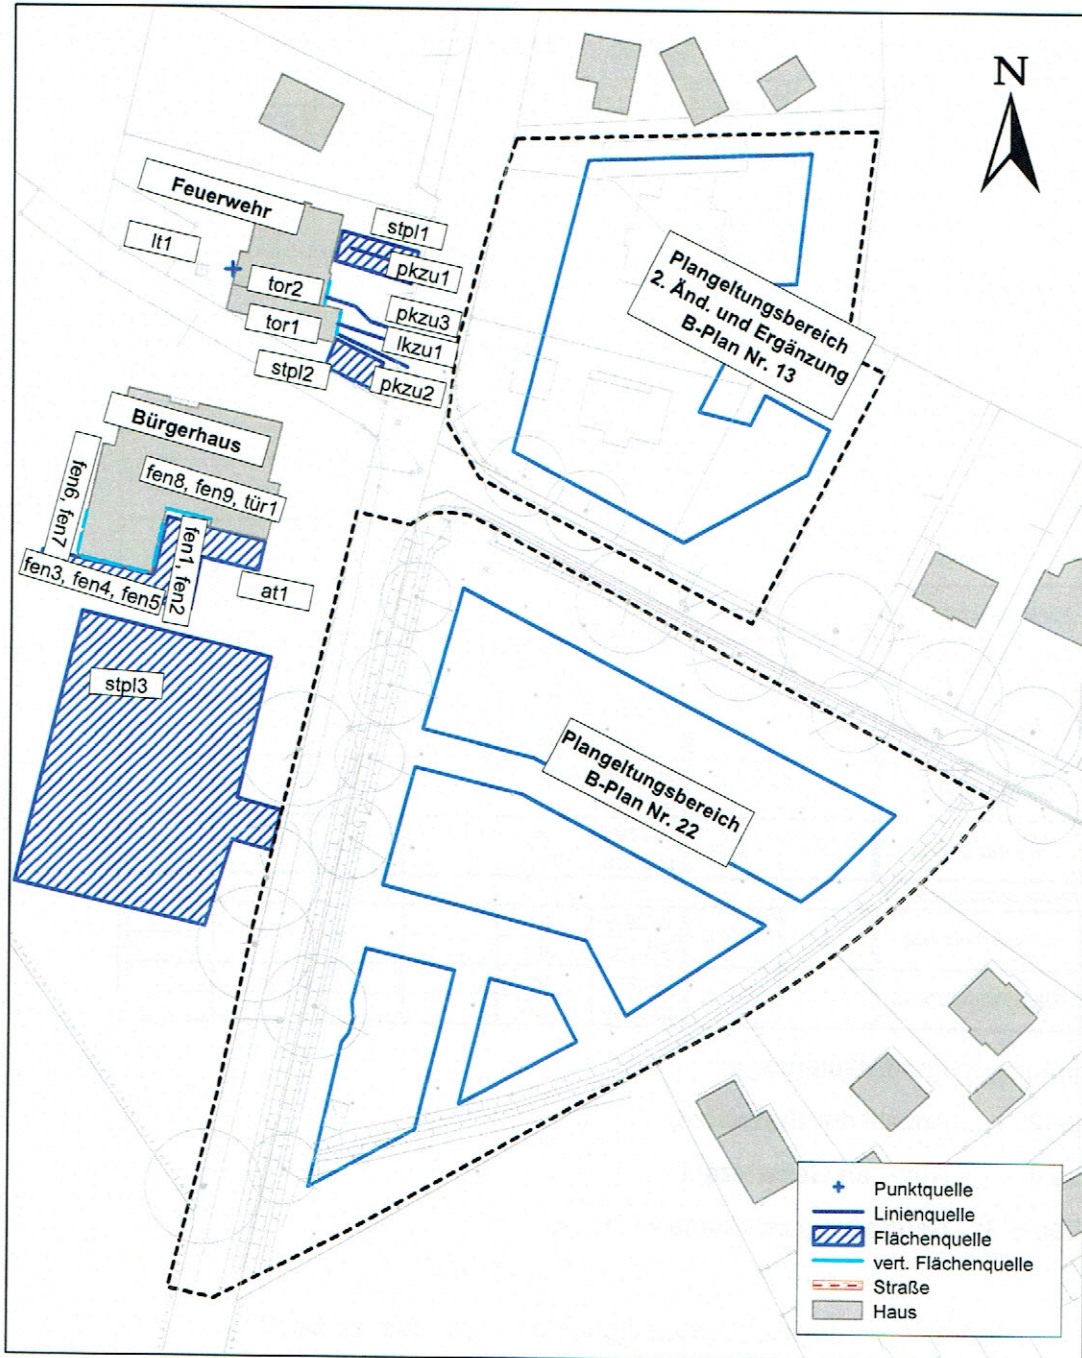 N
Feuerwehr
stpl1
lt1
pkzu1
tor2
pkzu3
tor1
lkzu1
stpl2
pkzu2
Plangeltungsbereich
2. Änd. und Ergänzung
B-Plan Nr. 13
Bürgerhaus
fen8, fen9, tür1
fen6, fen7
fen1, fen2
fen3, fen4, fen5
at1
stpl3
Plangeltungsbereich
B-Plan Nr. 22
Punktquelle
Linienquelle
Flächenquelle
vert. Flächenquelle
Straße
Haus